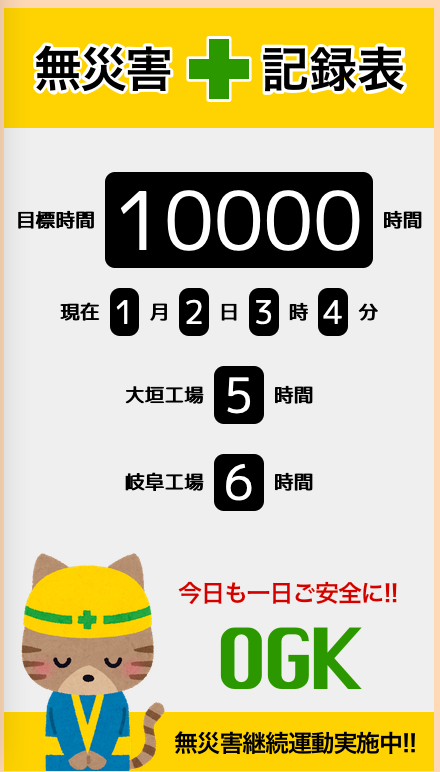 無災害 記録表
目標時間 10000 時間
現在 1 月 2 日 3 時 4 分
大垣工場 5 時間
岐阜工場 6 時間
今日も一日ご安全に!!
OGK
無災害継続運動実施中!!